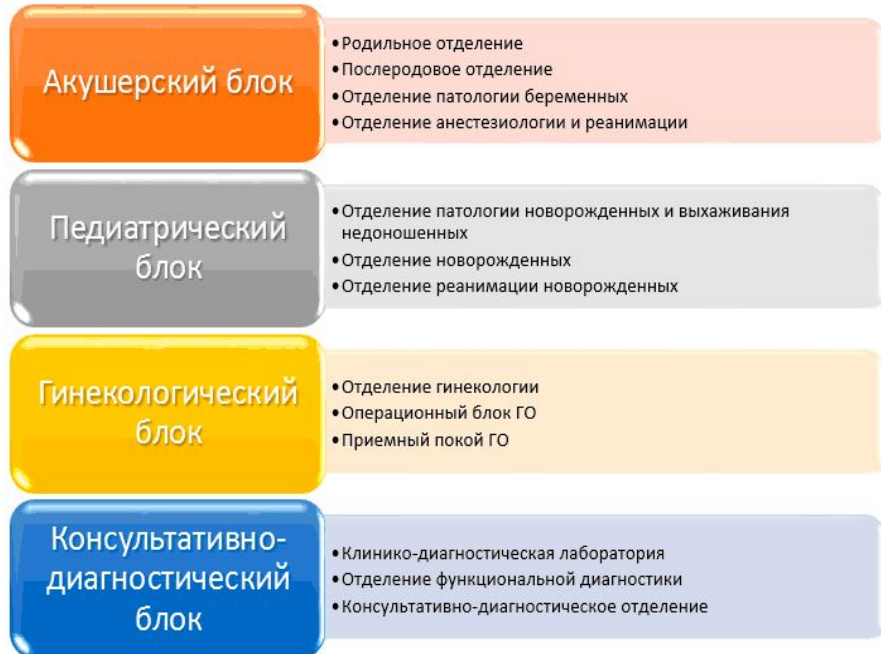 Акушерский блок
•Родильное отделение
•Послеродовое отделение
•Отделение патологии беременных
•Отделение анестезиологии и реанимации
Педиатрический
блок
•Отделение патологии новорожденных и выхаживания
недоношенных
•Отделение новорожденных
•Отделение реанимации новорожденных
Гинекологический
блок
•Отделение гинекологии
•Операционный блок ГО
•Приемный покой ГО
Консультативно-
диагностический
блок
•Клинико-диагностическая лаборатория
•Отделение функциональной диагностики
•Консультативно-диагностическое отделение